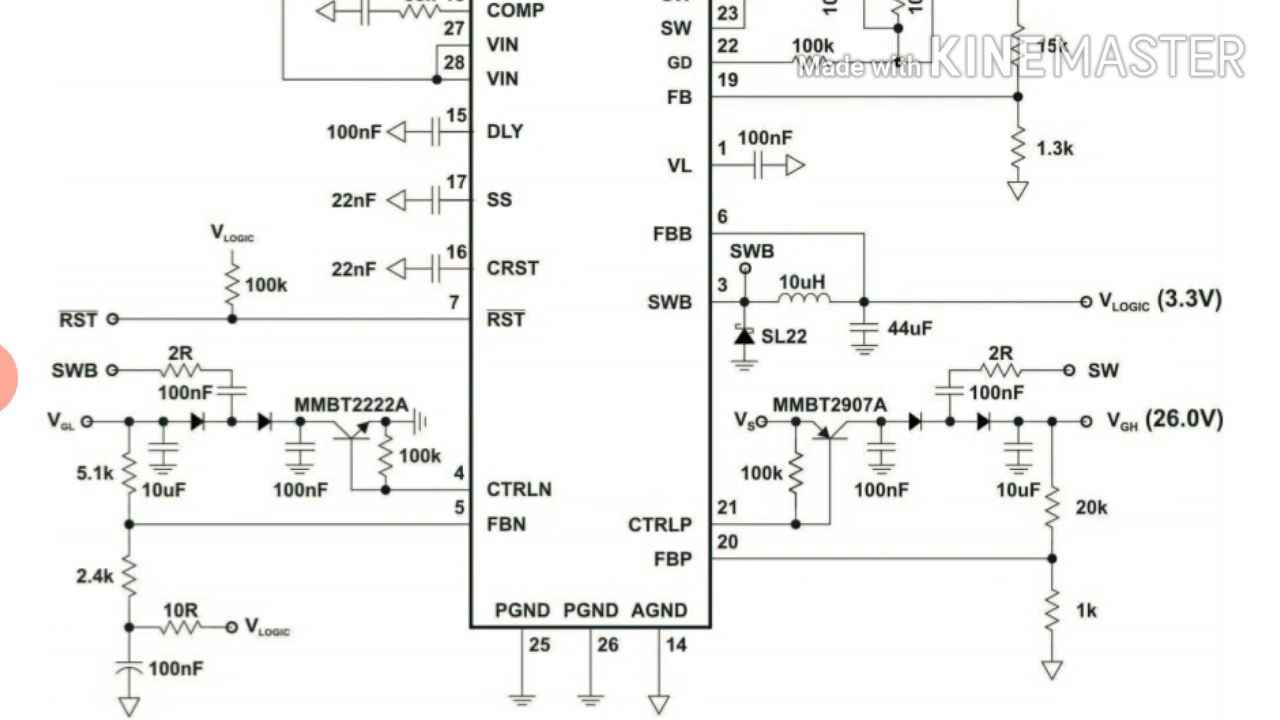 COMP
27
VIN
28
VIN
15
100nF
DLY
17
22nF
SS
16
22nF
CRST
VLOGIC
100k
7
RST
RST
SWB
2R
100nF
VGL
MMBT2222A
100k
5.1k
10uF
100nF
4
CTRLN
5
FBN
2.4k
10R
VLOGIC
100nF
PGND PGND AGND
25
26
14
23
SW
22
GD
100k
Made with KINEMASTER
15k
19
FB
1.3k
1
VL
100nF
6
FBB
SWB
3
SWB
10uH
VLOGIC (3.3V)
SL22
44uF
2R
SW
100nF
VS
MMBT2907A
VGH (26.0V)
100k
100nF
10uF
20k
21
CTRLP
20
FBP
1k